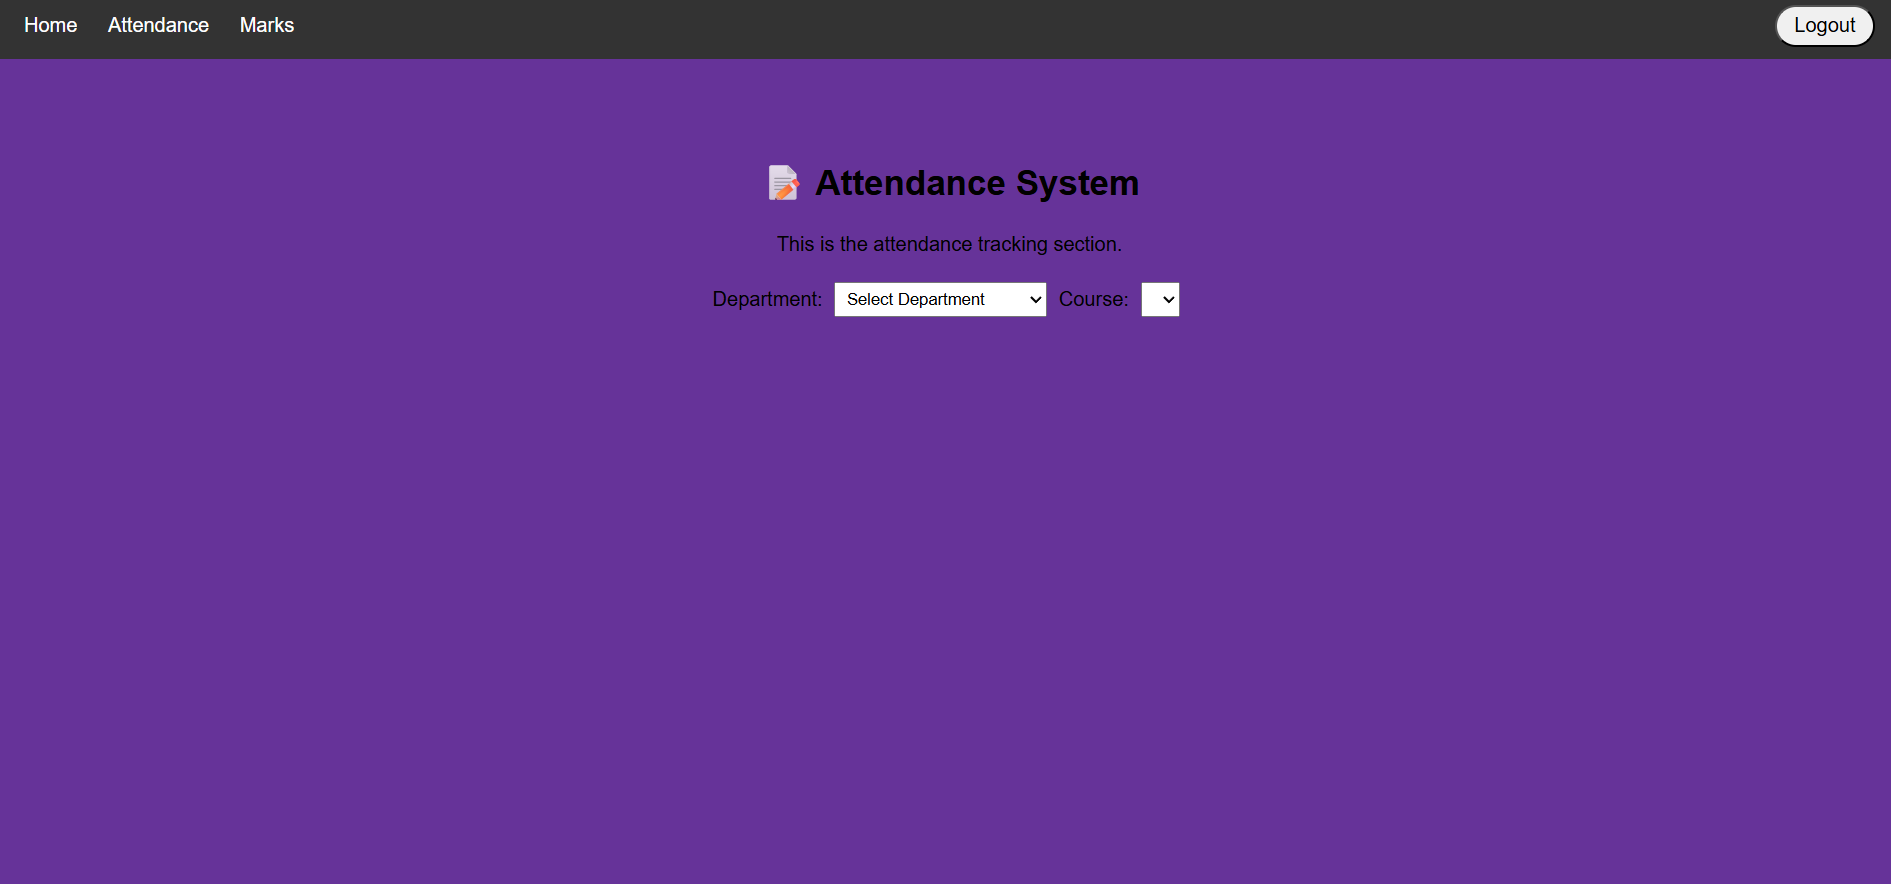 Home Attendance Marks Logout
📝 Attendance System
This is the attendance tracking section.
Department: Select Department Course: